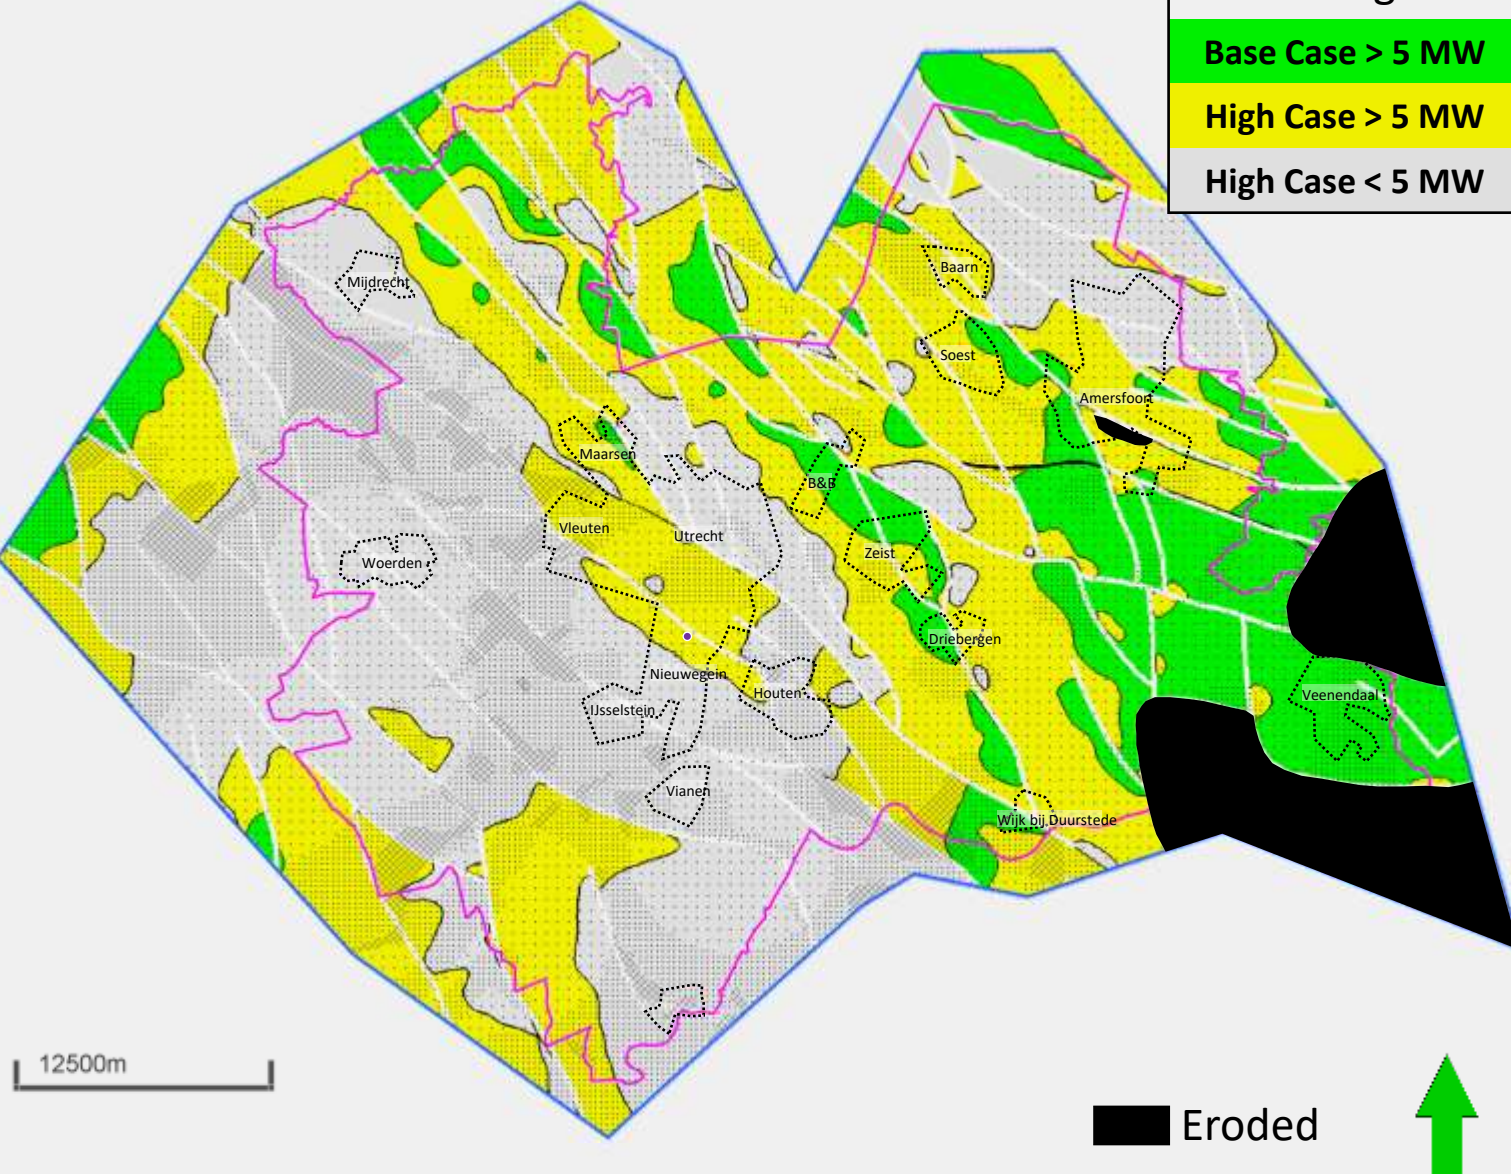 Base Case > 5 MW
High Case > 5 MW
High Case < 5 MW
Mijdrecht
Baarn
Soest
Amersfoort
Maarsen
B&B
Vleuten
Utrecht
Zeist
Woerden
Driebergen
Nieuwegein
Houten
Veenendaal
IJsselstein
Vianen
Wijk bij Duurstede
12500m
Eroded